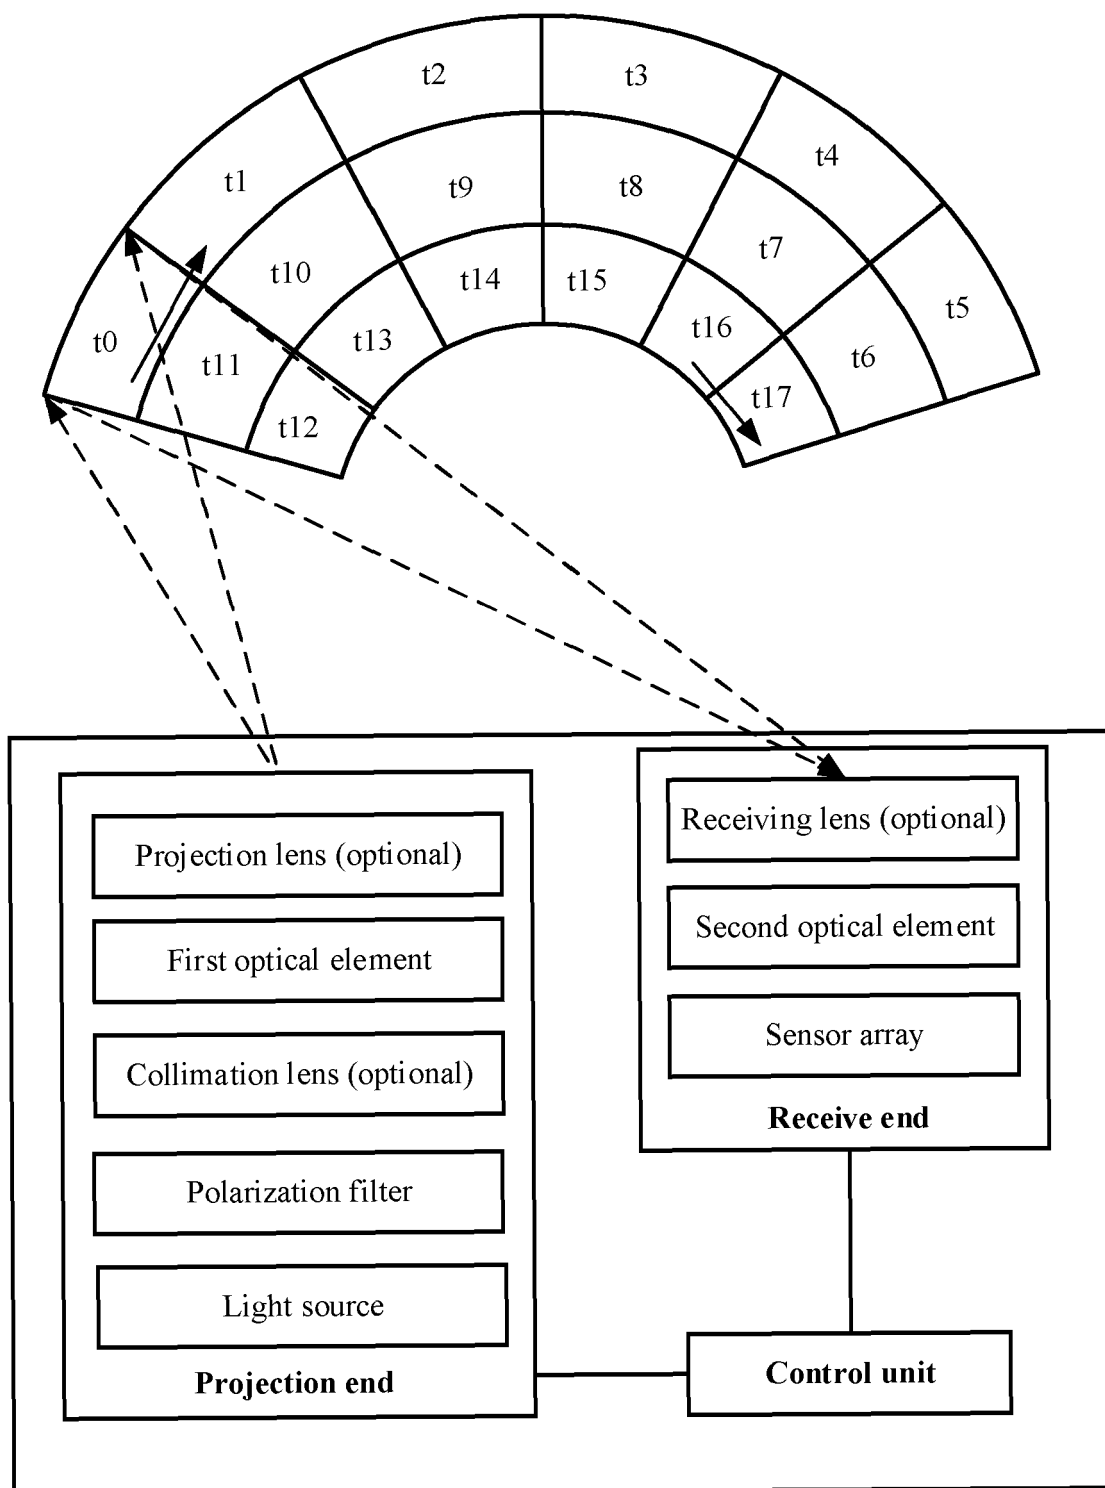 t2 t3
t1 t4
t9 t8
t10 t14 t15 t7
t0 t11 t13 t16 t6 t5
t12 t17
Projection lens (optional)
First optical element
Collimation lens (optional)
Polarization filter
Light source
Projection end
Receiving lens (optional)
Second optical element
Sensor array
Receive end
Control unit